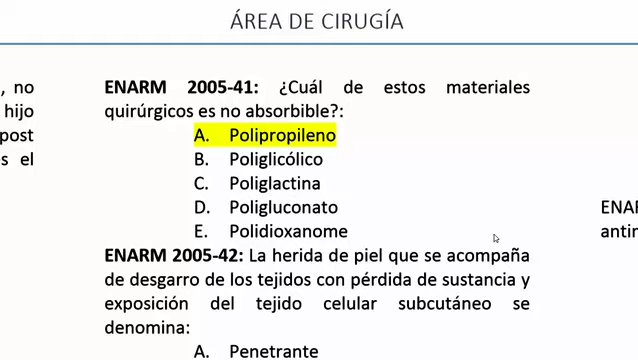 ÁREA DE CIRUGÍA
, no
hijo
post
s el
ENARM 2005-41: ¿Cuál de estos materiales
quirúrgicos es no absorbible?:
A. Polipropileno
B. Poliglicólico
C. Poliglactina
D. Poligluconato
E. Polidioxanome
ENARM 2005-42: La herida de piel que se acompaña
de desgarro de los tejidos con pérdida de sustancia y
exposición del tejido celular subcutáneo se
denomina:
A. Penetrante
ENAR
antin